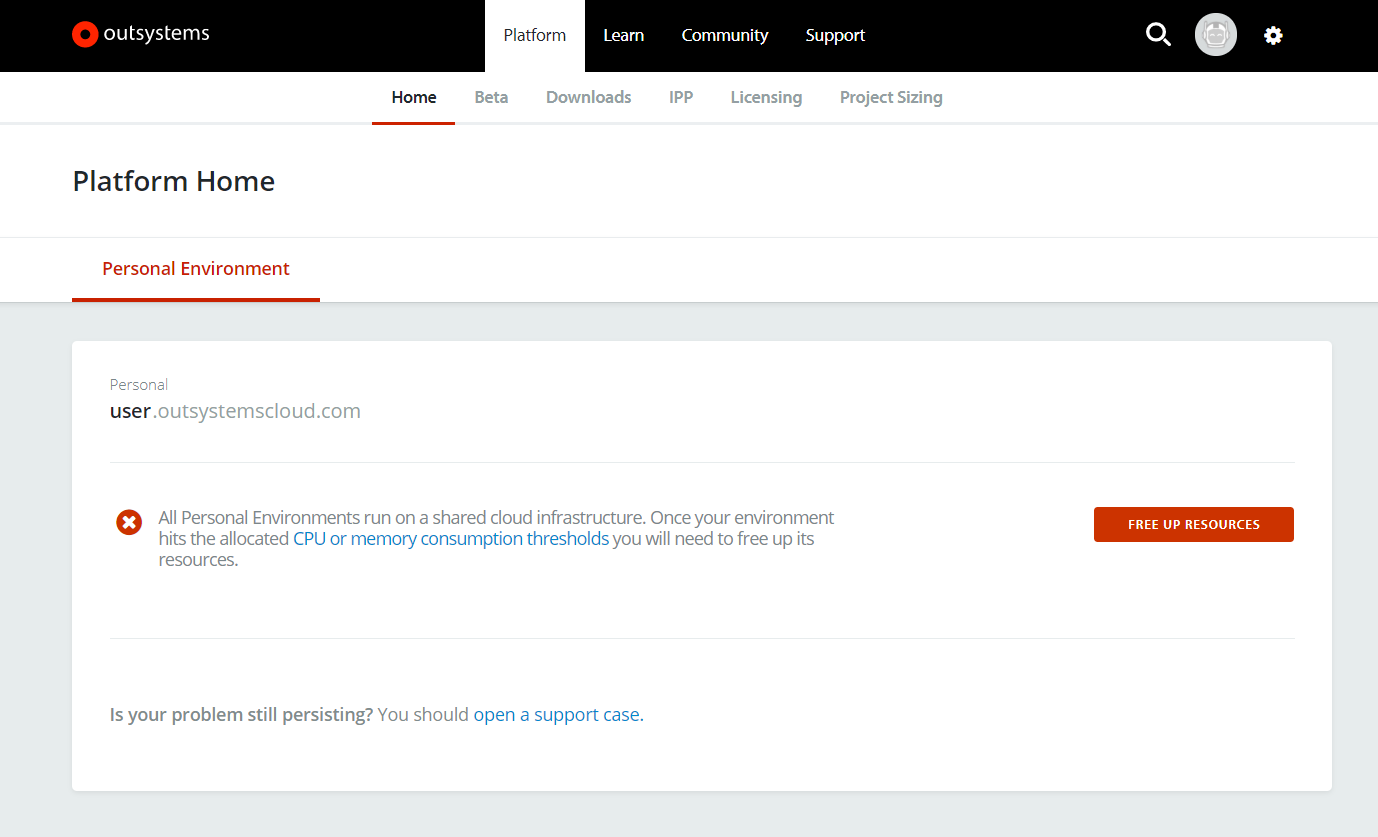 outsystems
Platform Learn Community Support
Home Beta Downloads IPP Licensing Project Sizing
Platform Home
Personal Environment
Personal
user.outsystemscloud.com
All Personal Environments run on a shared cloud infrastructure. Once your environment
hits the allocated CPU or memory consumption thresholds you will need to free up its
resources.
FREE UP RESOURCES
Is your problem still persisting? You should open a support case.